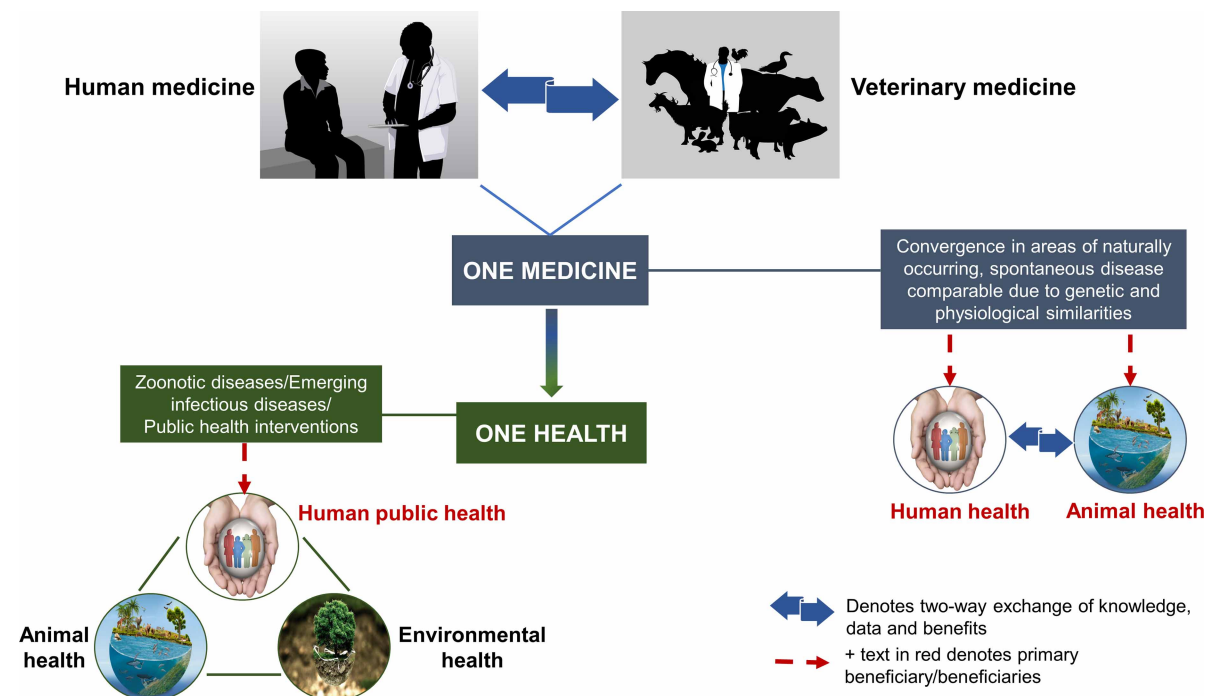 Human medicine
Veterinary medicine
ONE MEDICINE
Convergence in areas of naturally
occurring, spontaneous disease
comparable due to genetic and
physiological similarities
Zoonotic diseases/Emerging
infectious diseases/
Public health interventions
ONE HEALTH
Human health
Animal health
Human public health
Animal
health
Environmental
health
Denotes two-way exchange of knowledge,
data and benefits
+ text in red denotes primary
beneficiary/beneficiaries